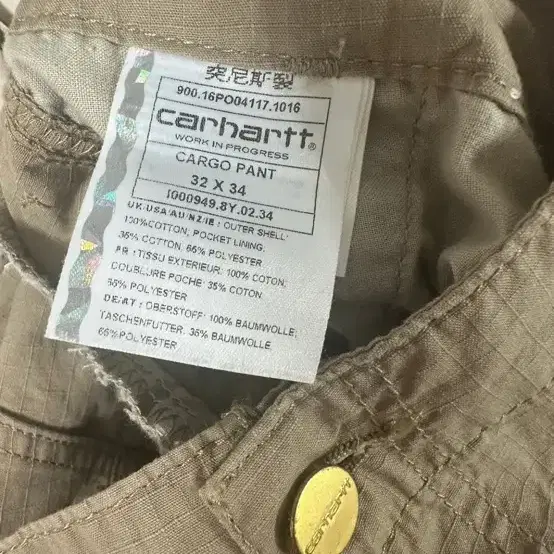 突尼斯製
900.16PO04117.1016
carhartt®
WORK IN PROGRESS
CARGO PANT
32 X 34
I000949.8Y.02.34
UK/USA/AU/NZ/IE : OUTER SHELL:
100%COTTON; POCKET LINING:
35% COTTON, 65% POLYESTER
FR : TISSU EXTERIEUR: 100% COTON;
DOUBLURE POCHE: 35% COTON,
65% POLYESTER
DE/AT : OBERSTOFF: 100% BAUMWOLLE;
TASCHENFUTTER: 35% BAUMWOLLE,
65% POLYESTER
carhartt